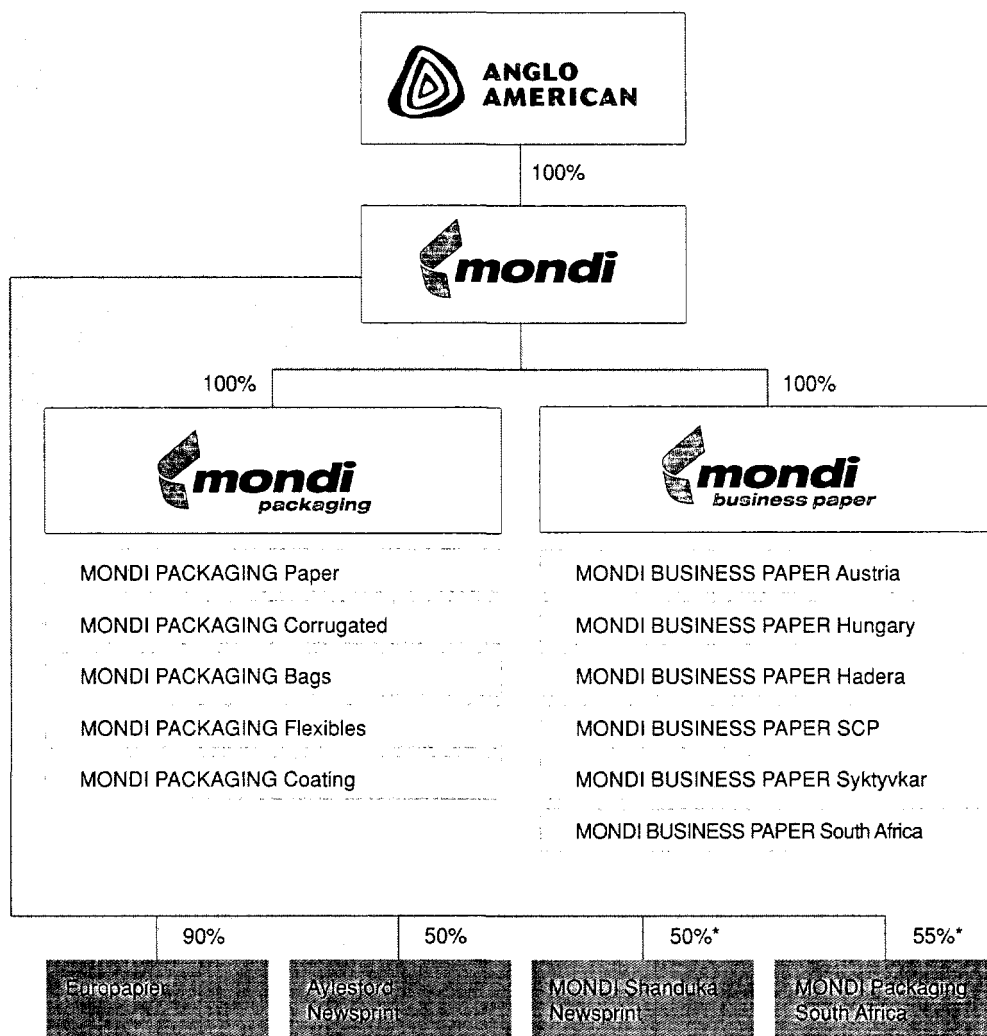 ANGLO
AMERICAN
100%
mondi
100%
100%
mondi
packaging
mondi
business paper
MONDI PACKAGING Paper
MONDI PACKAGING Corrugated
MONDI PACKAGING Bags
MONDI PACKAGING Flexibles
MONDI PACKAGING Coating
MONDI BUSINESS PAPER Austria
MONDI BUSINESS PAPER Hungary
MONDI BUSINESS PAPER Hadera
MONDI BUSINESS PAPER SCP
MONDI BUSINESS PAPER Syktyvkar
MONDI BUSINESS PAPER South Africa
90%
50%
50%*
55%*
Europapier
Aylesford
Newsprint
MONDI Shanduka
Newsprint
MONDI Packaging
South Africa